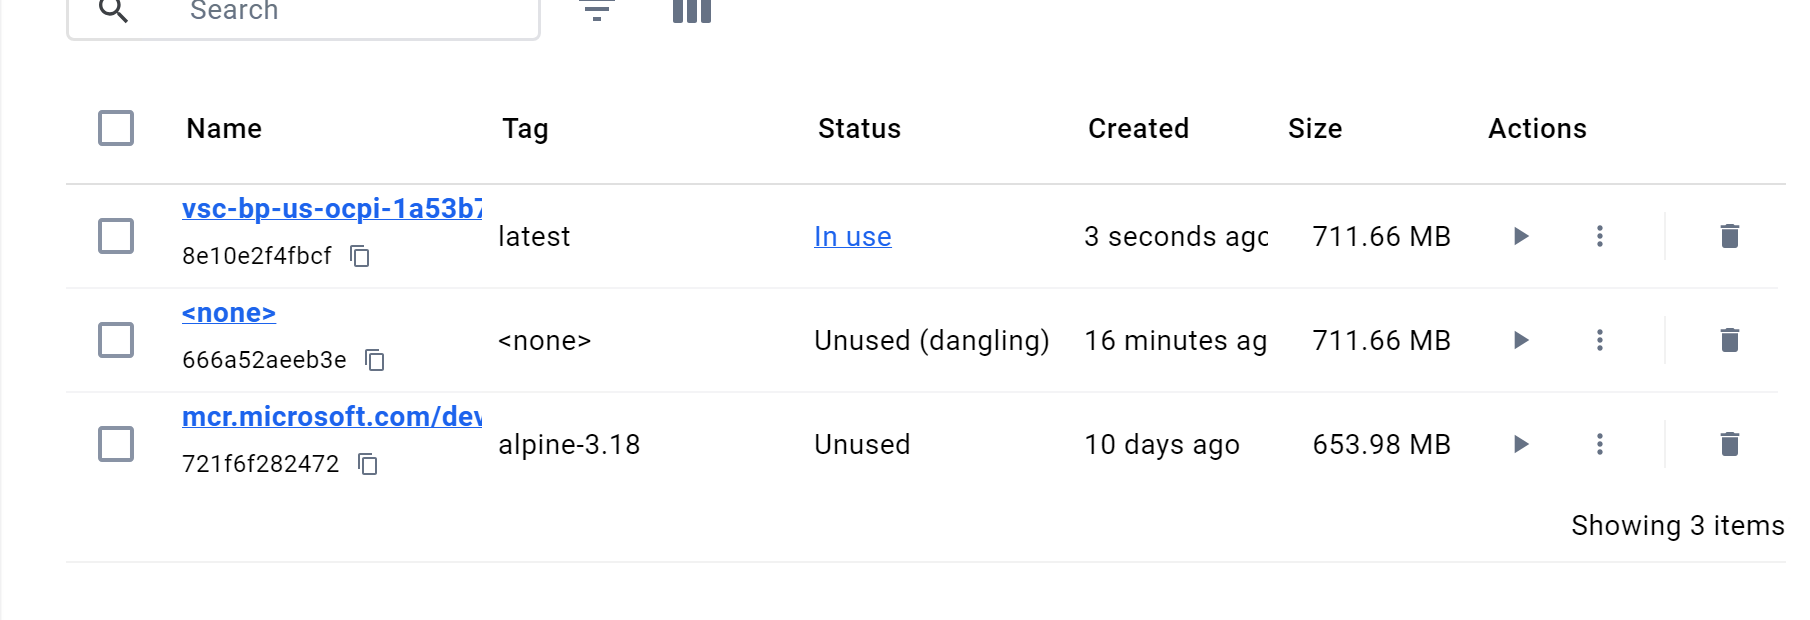 Search
Name Tag Status Created Size Actions
vsc-bp-us-ocpi-1a53b7
8e10e2f4fbcf
latest In use 3 seconds ago 711.66 MB
<none>
666a52aeeb3e
<none> Unused (dangling) 16 minutes ag 711.66 MB
mcr.microsoft.com/dev
721f6f282472
alpine-3.18 Unused 10 days ago 653.98 MB
Showing 3 items